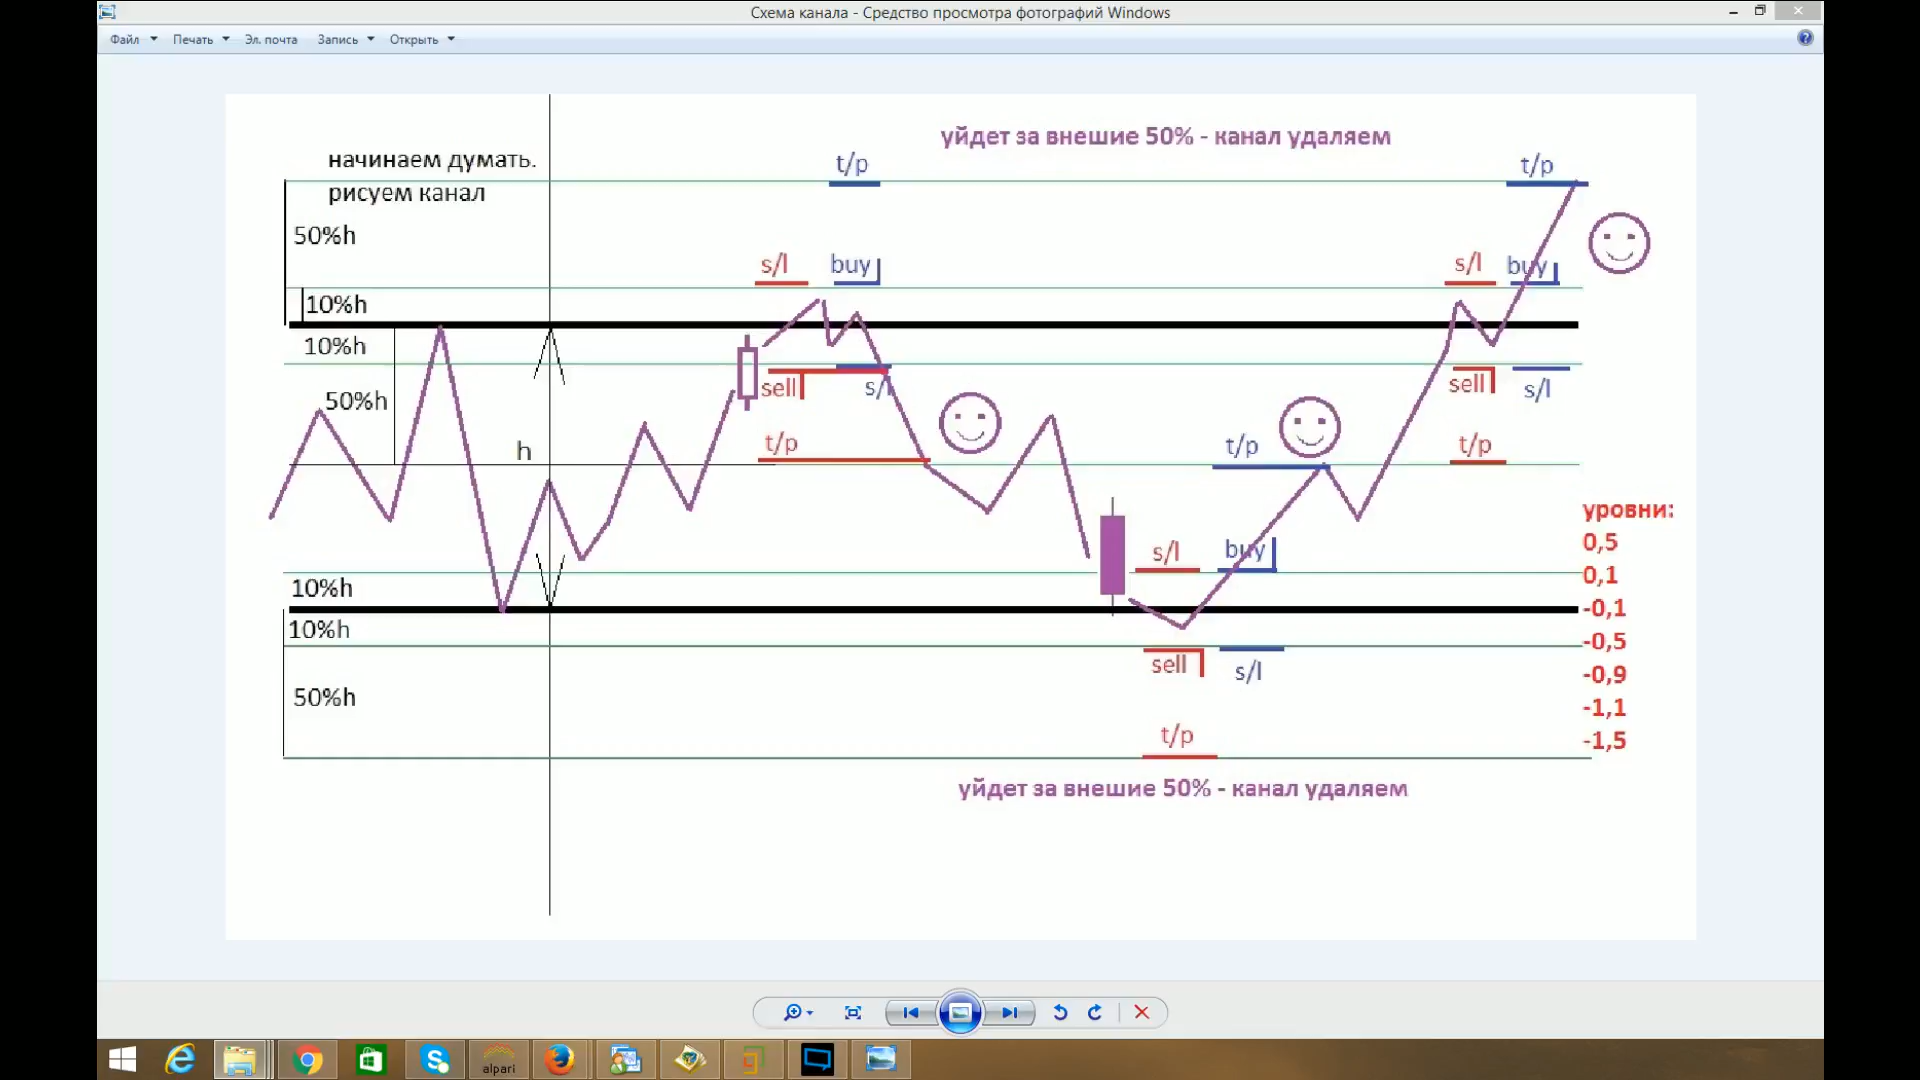 Схема канала - Средство просмотра фотографий Windows
Файл Печать Эл. почта Запись Открыть
уйдет за внешие 50% - канал удаляем
начинаем думать.
рисуем канал
t/p
t/p
50%h
s/l buy
s/l buy
10%h
10%h
50%h
sell s/l
sell s/l
h
t/p
t/p
t/p
уровни:
0,5
0,1
-0,1
-0,5
-0,9
-1,1
-1,5
s/l buy
10%h
10%h
sell s/l
50%h
t/p
уйдет за внешие 50% - канал удаляем
alpari